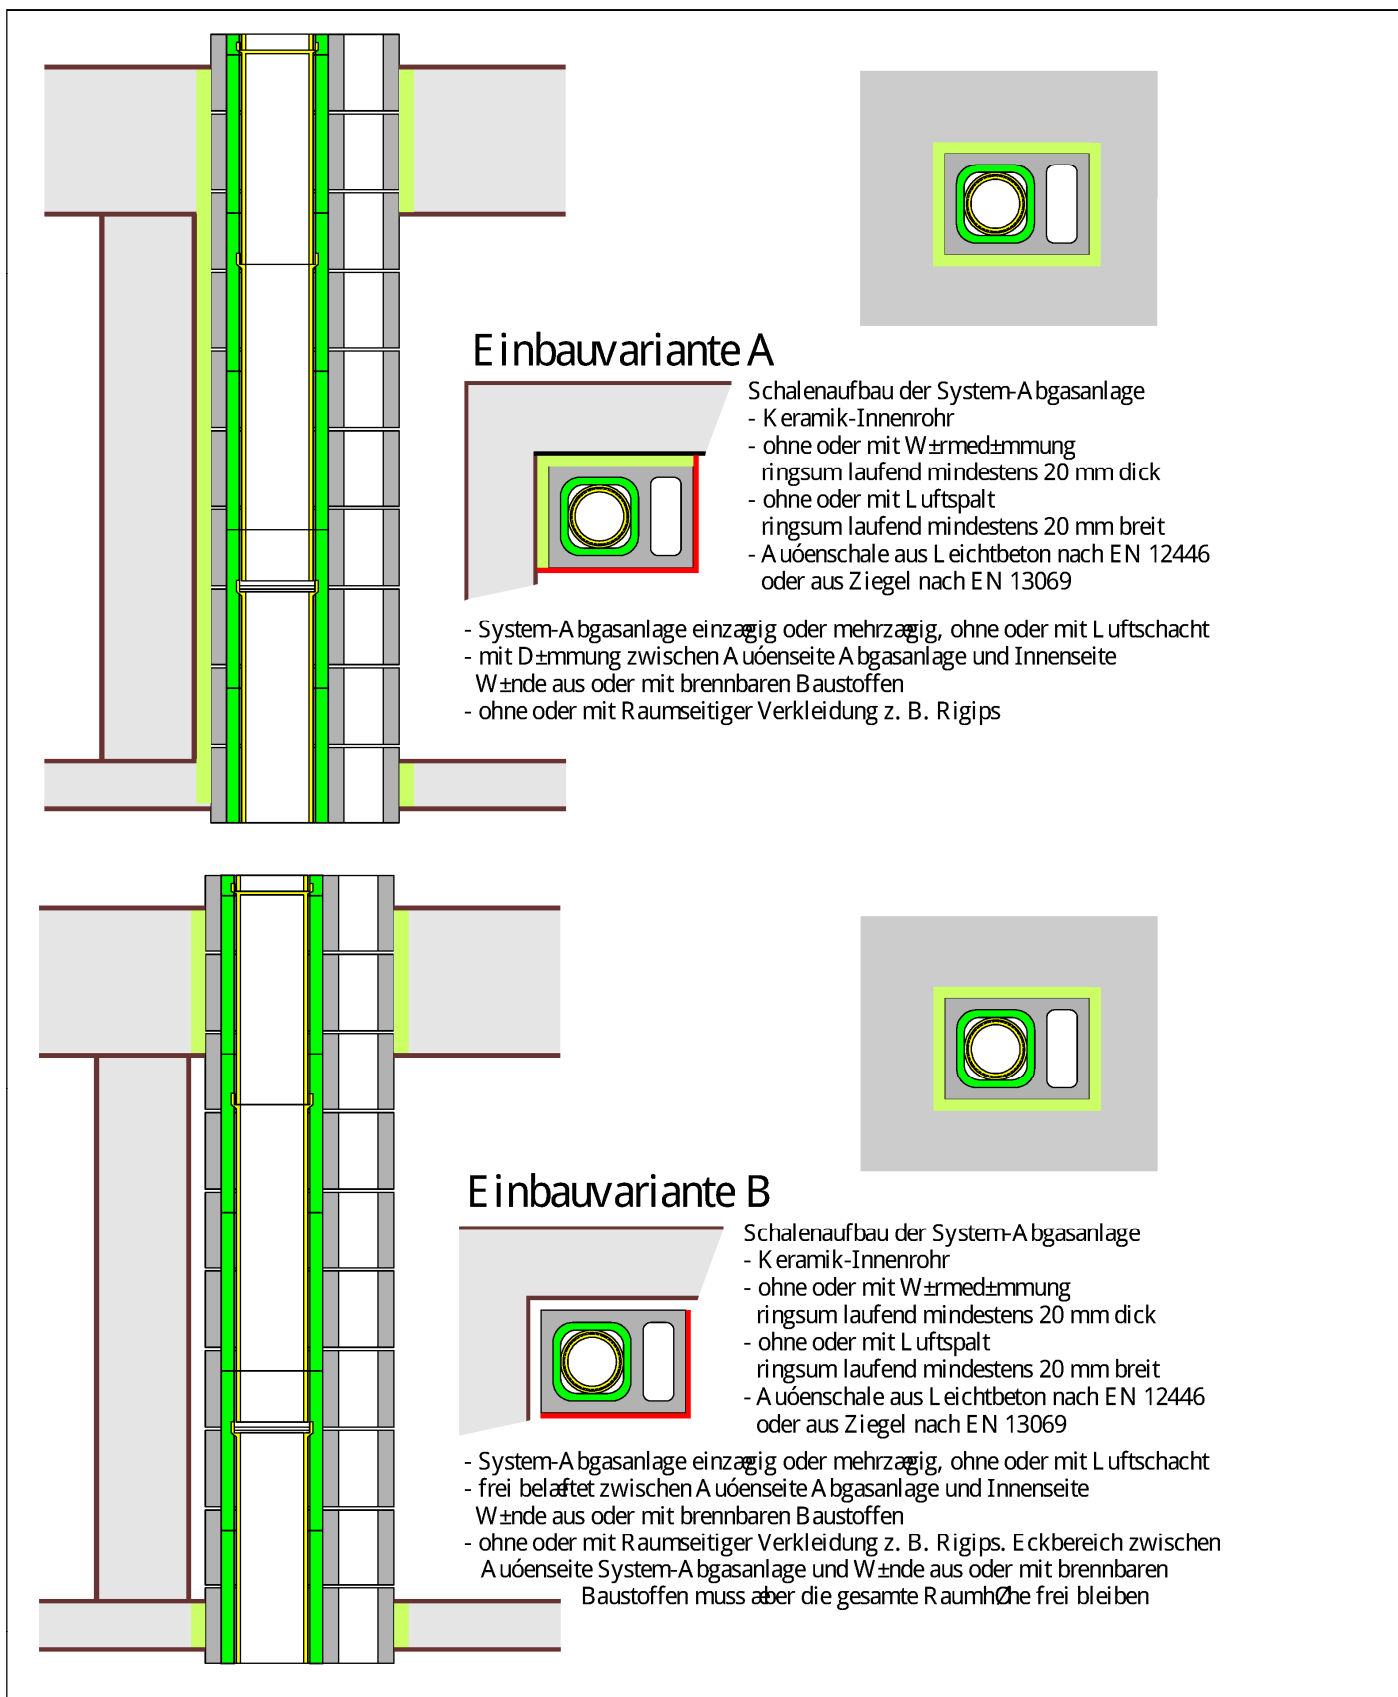 Einbauvariante A
Schalenaufbau der System-Abgasanlage
- Keramik-Innenrohr
- ohne oder mit W±rmed±mmung
ringsum laufend mindestens 20 mm dick
- ohne oder mit Luftspalt
ringsum laufend mindestens 20 mm breit
- Auóenschale aus Leichtbeton nach EN 12446
oder aus Ziegel nach EN 13069
- System-Abgasanlage einzægig oder mehrzægig, ohne oder mit Luftschacht
- mit D±mmung zwischen Auóenseite Abgasanlage und Innenseite
W±nde aus oder mit brennbaren Baustoffen
- ohne oder mit Raumseitiger Verkleidung z. B. Rigips
Einbauvariante B
Schalenaufbau der System-Abgasanlage
- Keramik-Innenrohr
- ohne oder mit W±rmed±mmung
ringsum laufend mindestens 20 mm dick
- ohne oder mit Luftspalt
ringsum laufend mindestens 20 mm breit
- Auóenschale aus Leichtbeton nach EN 12446
oder aus Ziegel nach EN 13069
- System-Abgasanlage einzægig oder mehrzægig, ohne oder mit Luftschacht
- frei belæftet zwischen Auóenseite Abgasanlage und Innenseite
W±nde aus oder mit brennbaren Baustoffen
- ohne oder mit Raumseitiger Verkleidung z. B. Rigips. Eckbereich zwischen
Auóenseite System-Abgasanlage und W±nde aus oder mit brennbaren
Baustoffen muss æber die gesamte RaumhØhe frei bleiben